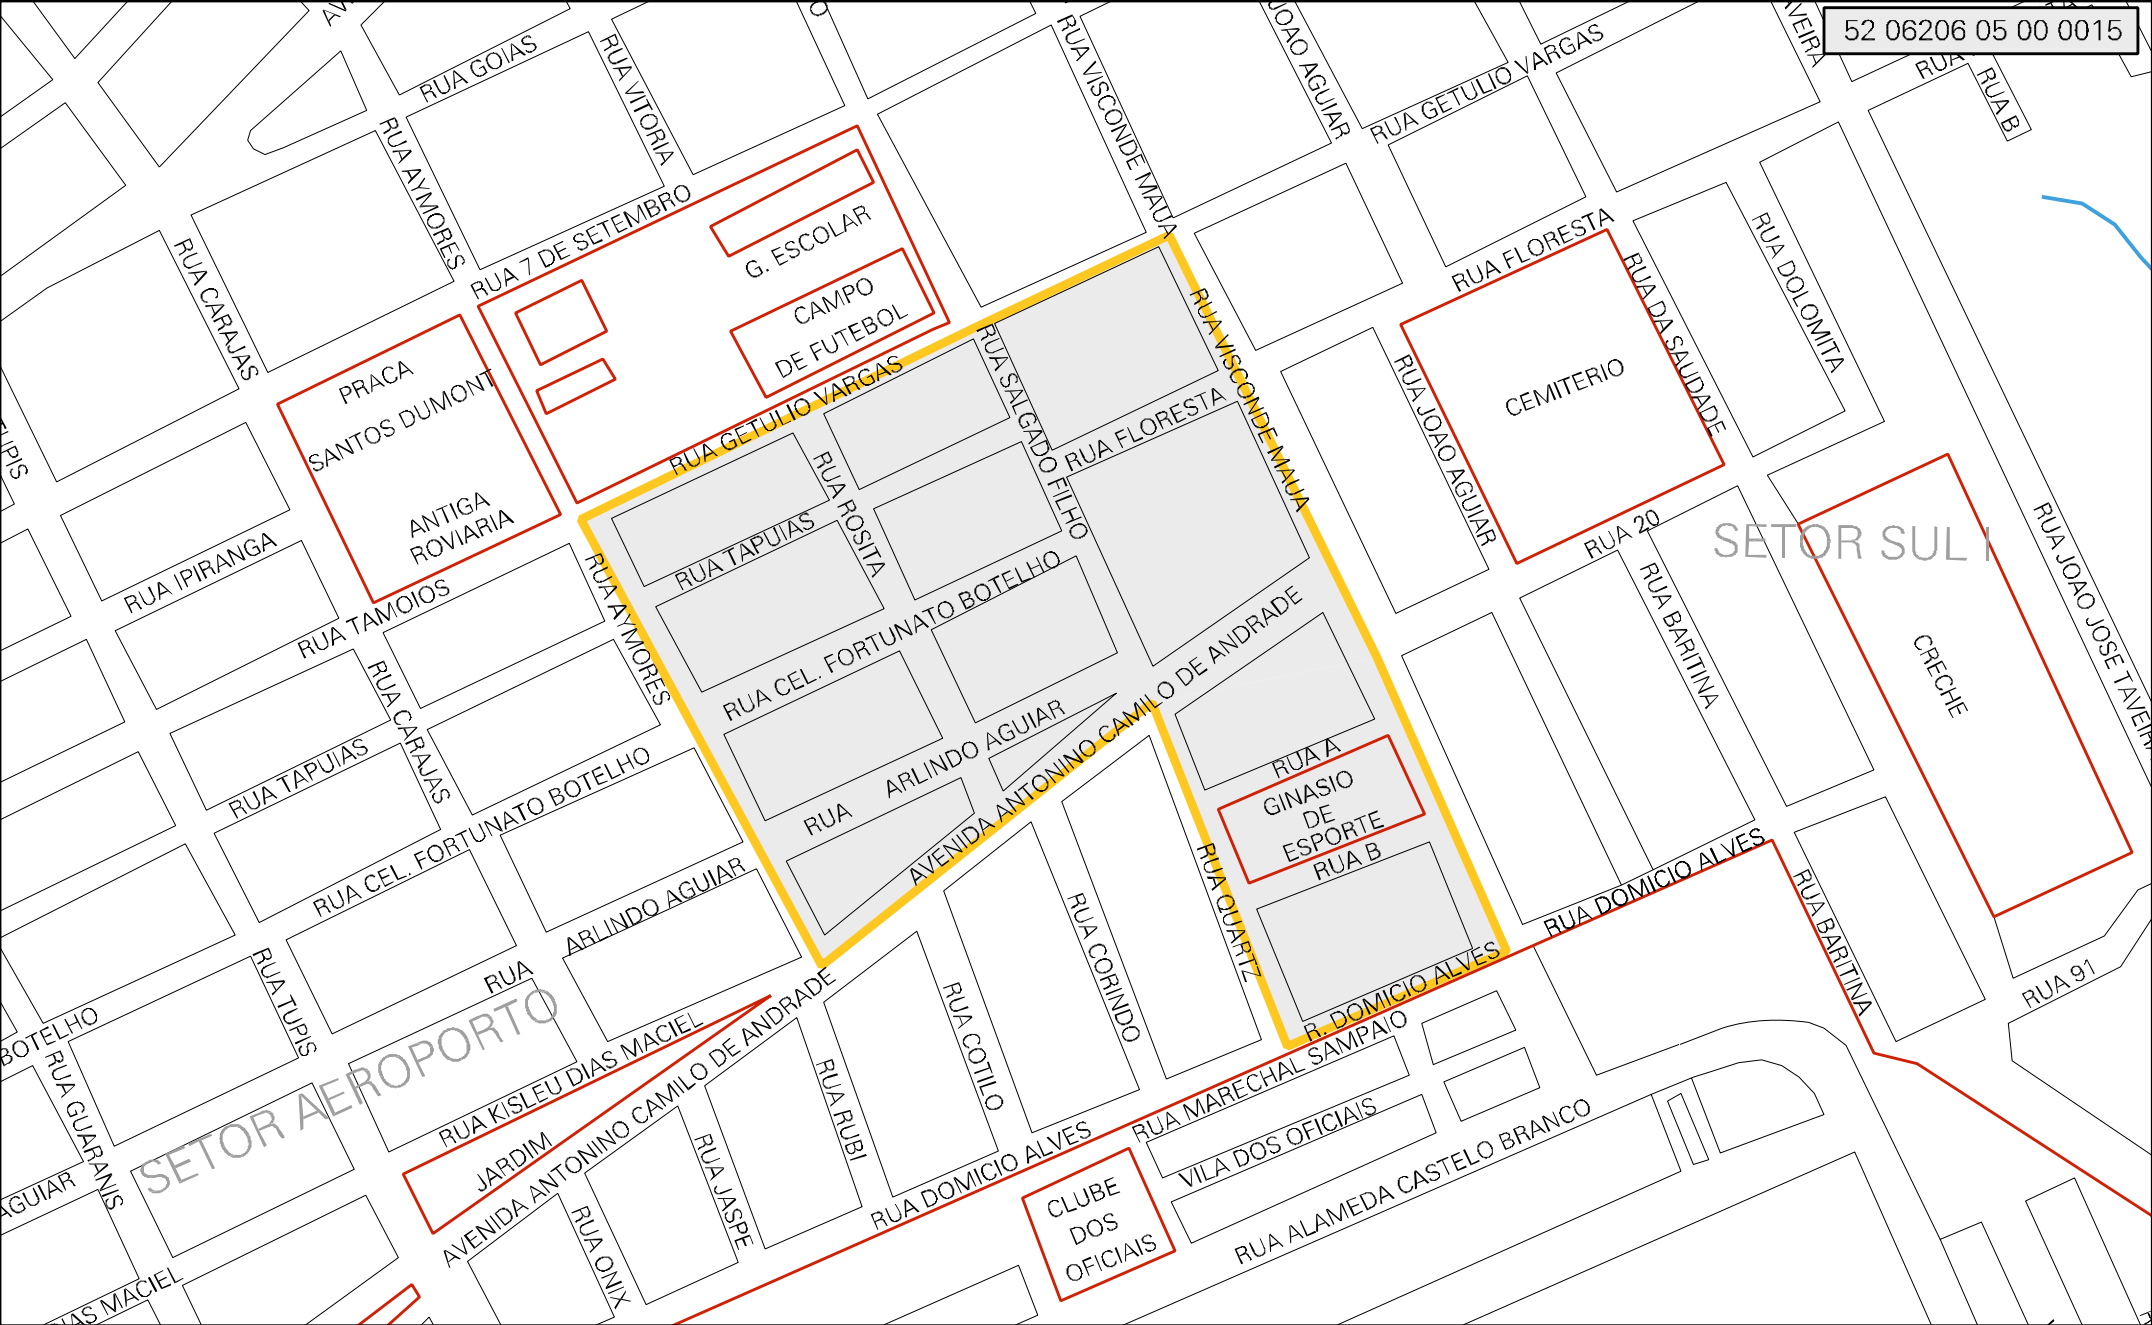 52 06206 05 00 0015
RUA GOIAS
RUA VITORIA
RUA VISCONDE MAUA
JOAO AGUIAR
RUA GETULIO VARGAS
AVEIRA
RUA
RUA B
RUA AYMORES
RUA CARAJAS
RUA 7 DE SETEMBRO
G. ESCOLAR
CAMPO
DE FUTEBOL
RUA FLORESTA
RUA DA SAUDADE
RUA DOLOMITA
PRACA
SANTOS DUMONT
ANTIGA
ROVIARIA
RUA GETULIO VARGAS
RUA SALGADO FILHO
RUA VISCONDE MAUA
RUA FLORESTA
RUA JOAO AGUIAR
CEMITERIO
TUPIS
RUA ROSITA
RUA TAPUIAS
RUA 20
SETOR SUL I
RUA JOAO JOSE TAVEIRA
RUA IPIRANGA
RUA TAMOIOS
RUA AYMORES
RUA CEL. FORTUNATO BOTELHO
RUA BARITINA
CRECHE
RUA CARAJAS
RUA TAPUIAS
RUA CEL. FORTUNATO BOTELHO
RUA ARLINDO AGUIAR
AVENIDA ANTONINO CAMILO DE ANDRADE
RUA A
GINASIO
DE
ESPORTE
RUA B
RUA QUARTZ
R. DOMICIO ALVES
RUA DOMICIO ALVES
RUA BARITINA
RUA 91
RUA ARLINDO AGUIAR
RUA CORINDO
RUA COTILO
RUA TUPIS
BOTELHO
RUA GUARANIS
SETOR AEROPORTO
RUA KISLEU DIAS MACIEL
JARDIM
AVENIDA ANTONINO CAMILO DE ANDRADE
RUA RUBI
RUA JASPE
RUA ONIX
RUA DOMICIO ALVES
RUA MARECHAL SAMPAIO
VILA DOS OFICIAIS
RUA ALAMEDA CASTELO BRANCO
CLUBE
DOS
OFICIAIS
AGUIAR
IAS MACIEL